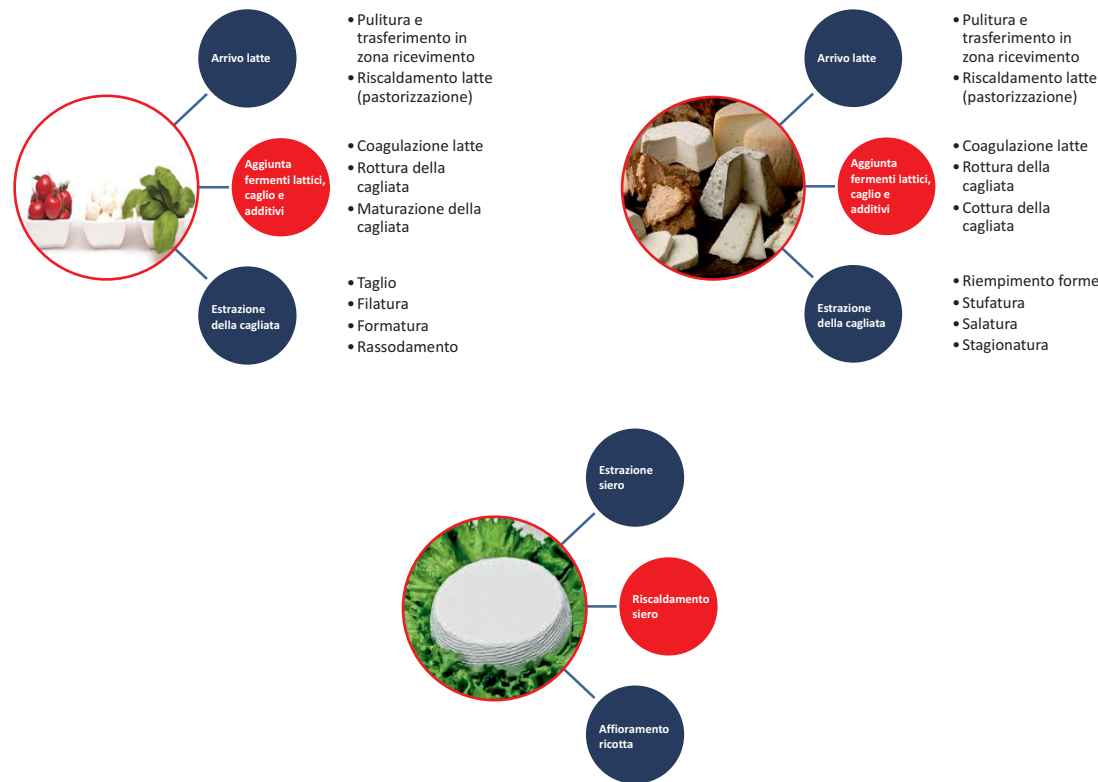 Arrivo latte
• Pulitura e
trasferimento in
zona ricevimento
• Riscaldamento latte
(pastorizzazione)
Aggiunta
fermenti lattici,
caglio e
additivi
• Coagulazione latte
• Rottura della
cagliata
• Maturazione della
cagliata
Estrazione
della cagliata
• Taglio
• Filatura
• Formatura
• Rassodamento
Arrivo latte
• Pulitura e
trasferimento in
zona ricevimento
• Riscaldamento latte
(pastorizzazione)
Aggiunta
fermenti lattici,
caglio e
additivi
• Coagulazione latte
• Rottura della
cagliata
• Cottura della
cagliata
Estrazione
della cagliata
• Riempimento forme
• Stufatura
• Salatura
• Stagionatura
Estrazione
siero
Riscaldamento
siero
Affioramento
ricotta